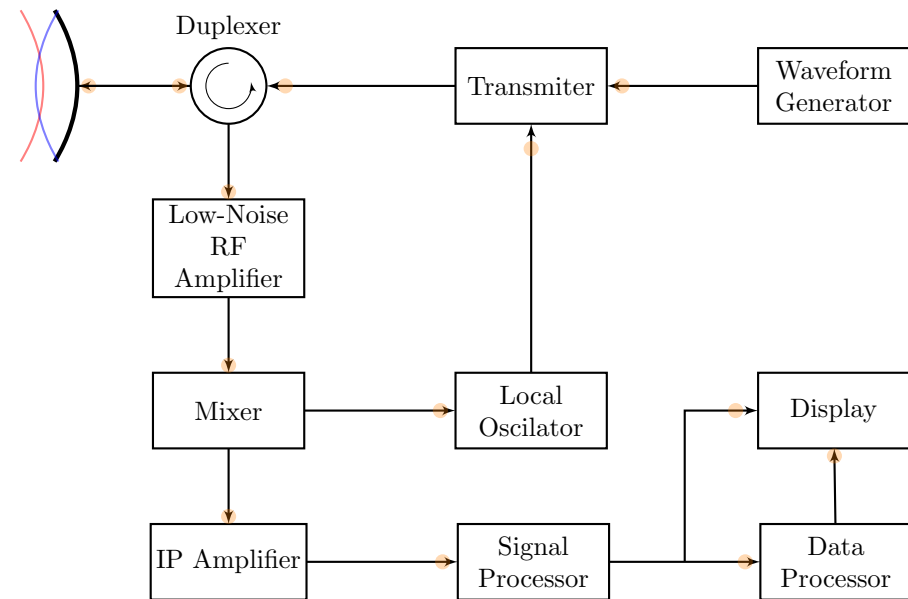 Duplexer
Transmiter
Waveform
Generator
Low-Noise
RF
Amplifier
Mixer
Local
Oscilator
Display
IP Amplifier
Signal
Processor
Data
Processor